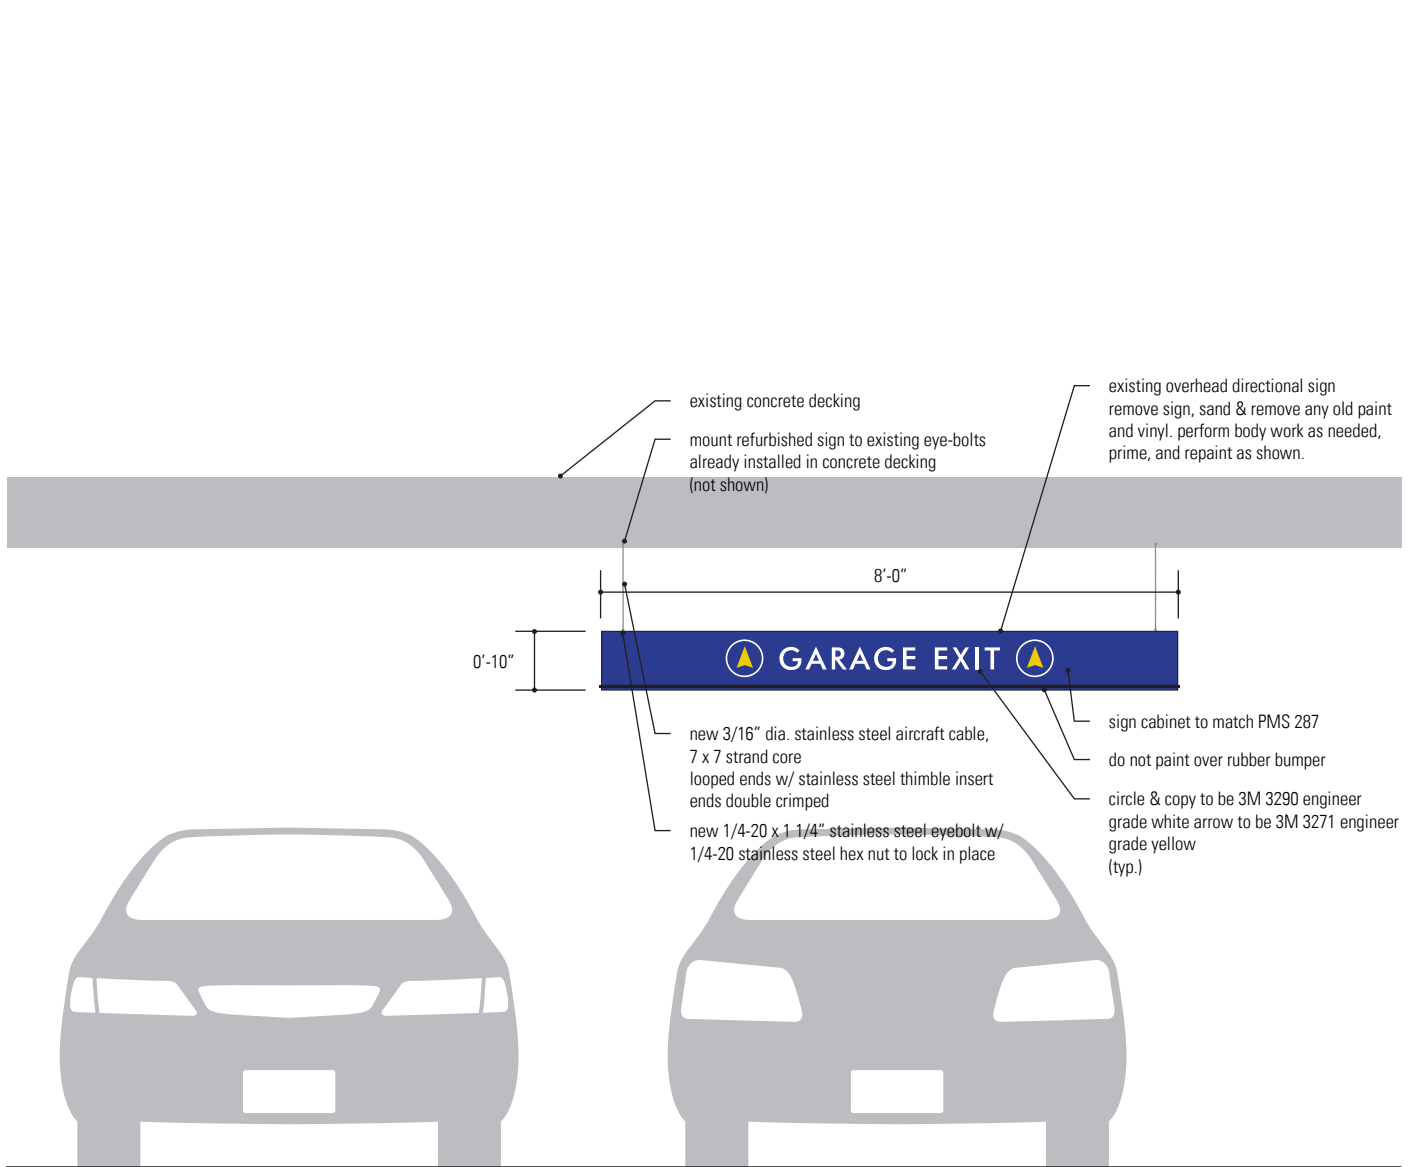 existing concrete decking
mount refurbished sign to existing eye-bolts
already installed in concrete decking
(not shown)
existing overhead directional sign
remove sign, sand & remove any old paint
and vinyl. perform body work as needed,
prime, and repaint as shown.
8’-0”
0’-10”
GARAGE EXIT
new 3/16” dia. stainless steel aircraft cable,
7 x 7 strand core
looped ends w/ stainless steel thimble insert
ends double crimped
new 1/4-20 x 1 1/4” stainless steel eyebolt w/
1/4-20 stainless steel hex nut to lock in place
sign cabinet to match PMS 287
do not paint over rubber bumper
circle & copy to be 3M 3290 engineer
grade white arrow to be 3M 3271 engineer
grade yellow
(typ.)